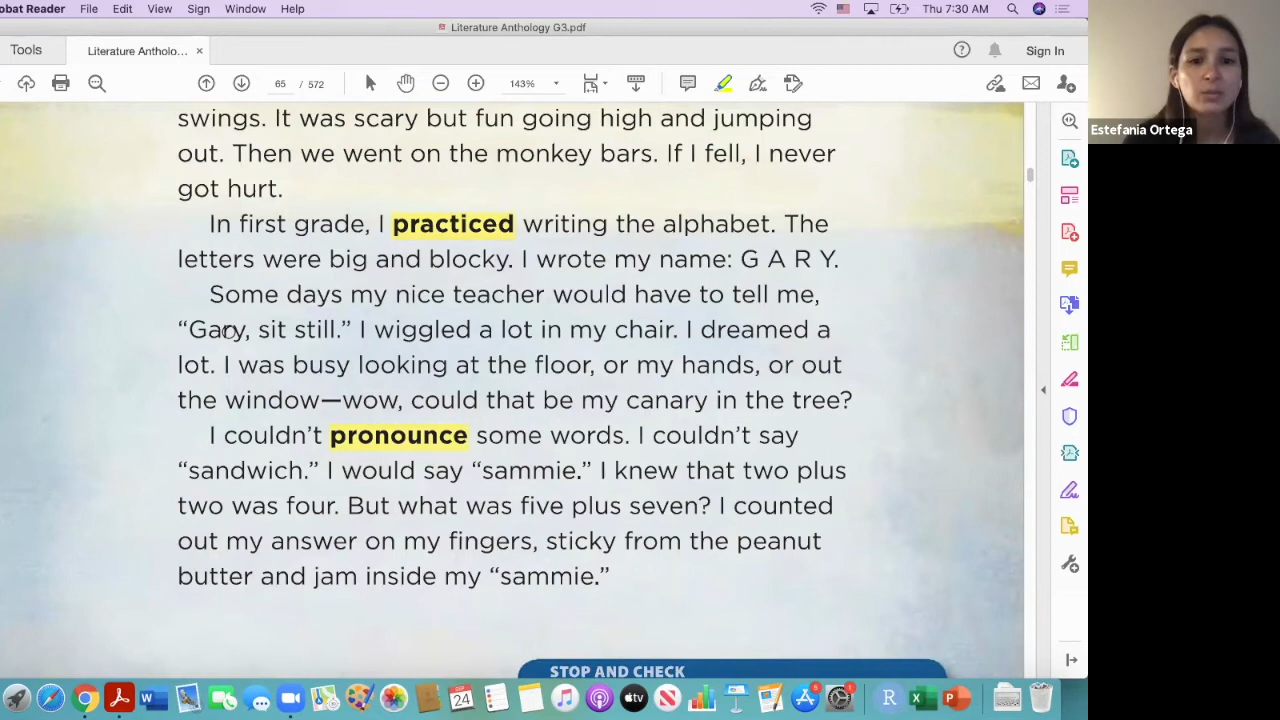 obat Reader File Edit View Sign Window Help Thu 7:30 AM
Literature Anthology G3.pdf
Tools Literature Antholo... × Sign In
65 / 572 143%
Estefania Ortega
swings. It was scary but fun going high and jumping
out. Then we went on the monkey bars. If I fell, I never
got hurt.
In first grade, I practiced writing the alphabet. The
letters were big and blocky. I wrote my name: G A R Y.
Some days my nice teacher would have to tell me,
“Gary, sit still.” I wiggled a lot in my chair. I dreamed a
lot. I was busy looking at the floor, or my hands, or out
the window—wow, could that be my canary in the tree?
I couldn’t pronounce some words. I couldn’t say
“sandwich.” I would say “sammie.” I knew that two plus
two was four. But what was five plus seven? I counted
out my answer on my fingers, sticky from the peanut
butter and jam inside my “sammie.”
STOP AND CHECK